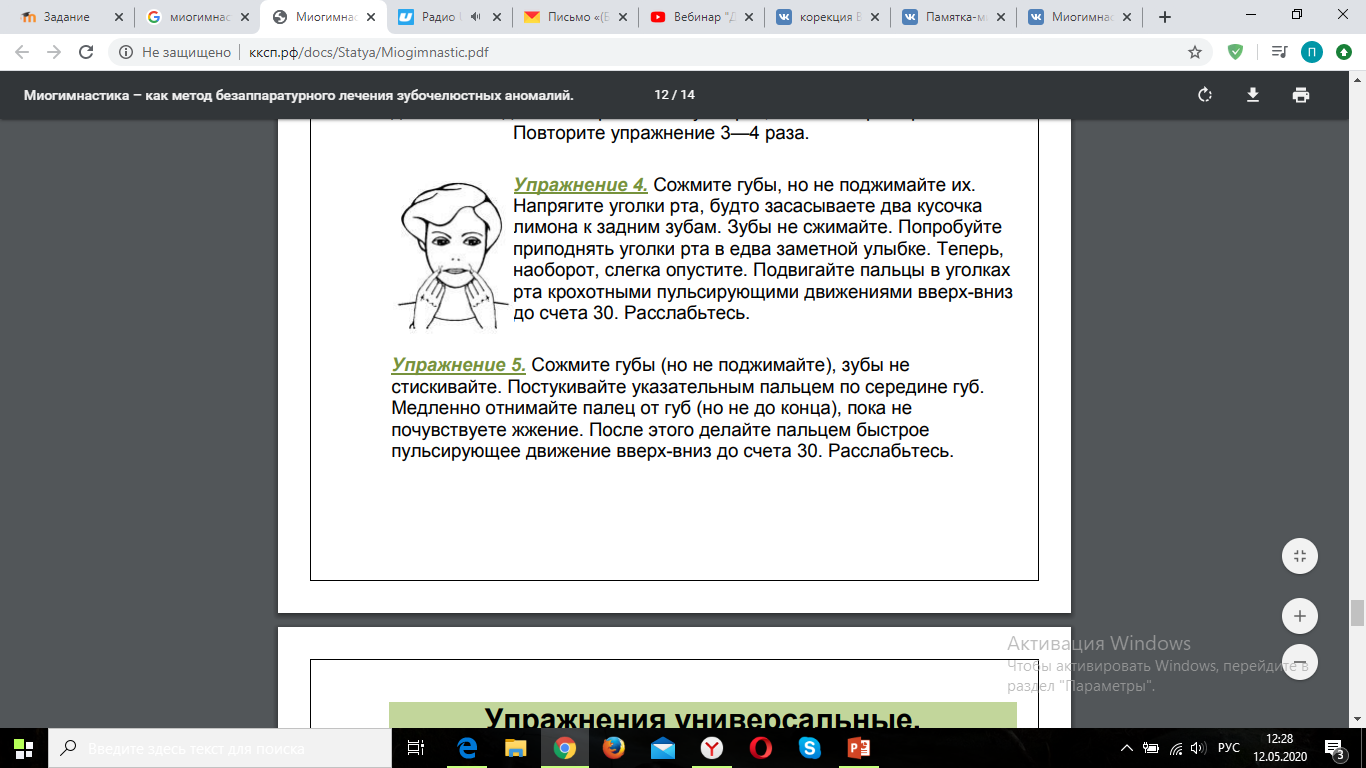 Задание
миогимнас
Миогимнас
Радио
Письмо «(Б
Вебинар "Д
корекция В
Памятка-м
Миогимнас
Не защищено
кксп.рф/docs/Statya/Miogimnastic.pdf
П
Миогимнастика – как метод безаппаратурного лечения зубочелюстных аномалий.
12 / 14
Повторите упражнение 3—4 раза.
Упражнение 4. Сожмите губы, но не поджимайте их.
Напрягите уголки рта, будто засасываете два кусочка
лимона к задним зубам. Зубы не сжимайте. Попробуйте
приподнять уголки рта в едва заметной улыбке. Теперь,
наоборот, слегка опустите. Подвигайте пальцы в уголках
рта крохотными пульсирующими движениями вверх-вниз
до счета 30. Расслабьтесь.
Упражнение 5. Сожмите губы (но не поджимайте), зубы не
стискивайте. Постукивайте указательным пальцем по середине губ.
Медленно отнимайте палец от губ (но не до конца), пока не
почувствуете жжение. После этого делайте пальцем быстрое
пульсирующее движение вверх-вниз до счета 30. Расслабьтесь.
Упражнения универсальные,
Активация Windows
Чтобы активировать Windows, перейдите в
раздел "Параметры".
Введите здесь текст для поиска
РУС
12:28
12.05.2020
3